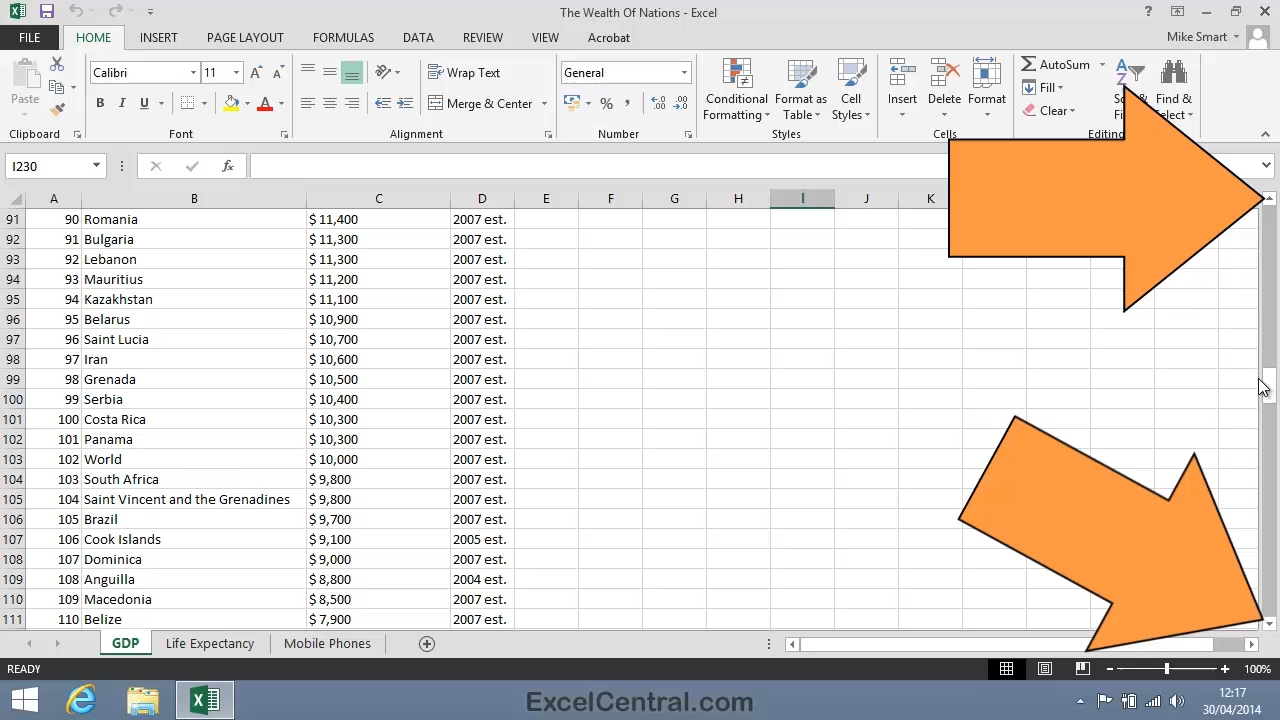 The Wealth Of Nations - Excel
?
FILE HOME INSERT PAGE LAYOUT FORMULAS DATA REVIEW VIEW Acrobat Mike Smart
Paste
Calibri 11 A A
B I U A
Wrap Text
Merge & Center
General
% , .0 .00 .00 .0
Conditional Formatting
Format as Table
Cell Styles
Insert Delete Format
Σ AutoSum
Fill
Clear
Find & Select
Clipboard Font Alignment Number Styles Cells Editing
I230 fx
A B C D E F G H I J K
91 90 Romania $ 11,400 2007 est.
92 91 Bulgaria $ 11,300 2007 est.
93 92 Lebanon $ 11,300 2007 est.
94 93 Mauritius $ 11,200 2007 est.
95 94 Kazakhstan $ 11,100 2007 est.
96 95 Belarus $ 10,900 2007 est.
97 96 Saint Lucia $ 10,700 2007 est.
98 97 Iran $ 10,600 2007 est.
99 98 Grenada $ 10,500 2007 est.
100 99 Serbia $ 10,400 2007 est.
101 100 Costa Rica $ 10,300 2007 est.
102 101 Panama $ 10,300 2007 est.
103 102 World $ 10,000 2007 est.
104 103 South Africa $ 9,800 2007 est.
105 104 Saint Vincent and the Grenadines $ 9,800 2007 est.
106 105 Brazil $ 9,700 2007 est.
107 106 Cook Islands $ 9,100 2005 est.
108 107 Dominica $ 9,000 2007 est.
109 108 Anguilla $ 8,800 2004 est.
110 109 Macedonia $ 8,500 2007 est.
111 110 Belize $ 7,900 2007 est.
GDP Life Expectancy Mobile Phones
READY 100%
ExcelCentral.com
12:17
30/04/2014